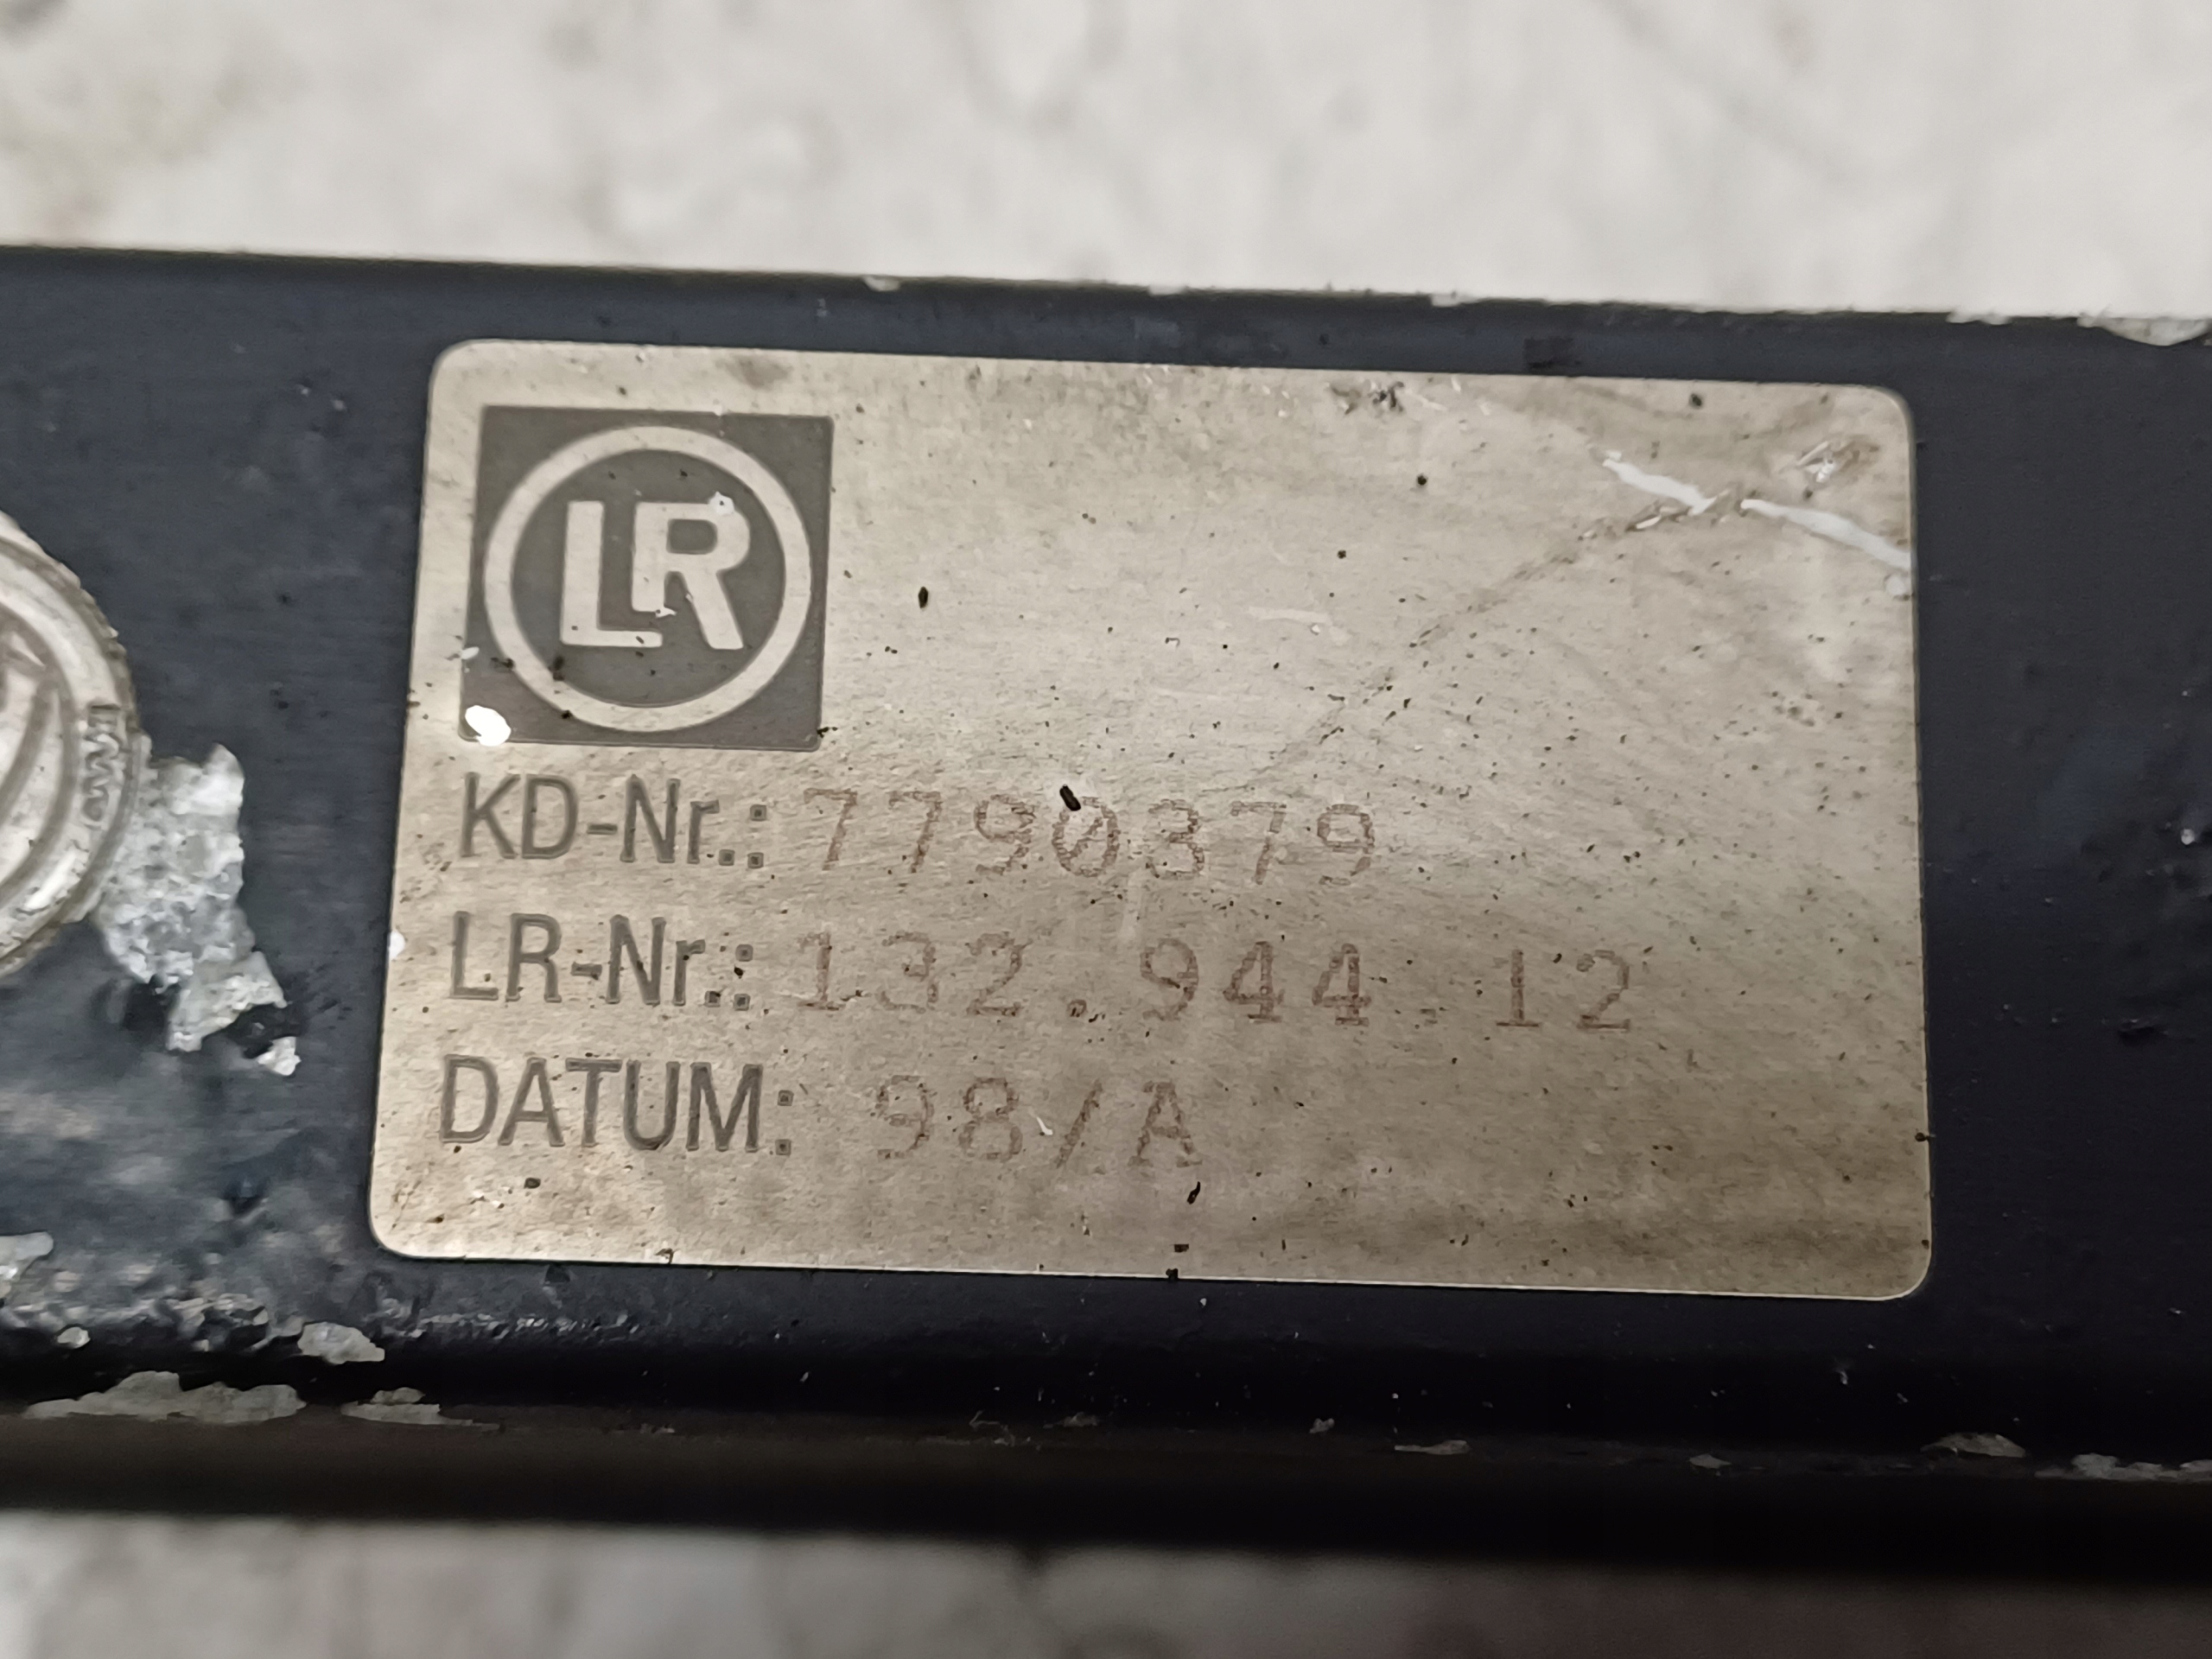 LR
KD-Nr.: 7790379
LR-Nr.: 132.944.12
DATUM: 98/A